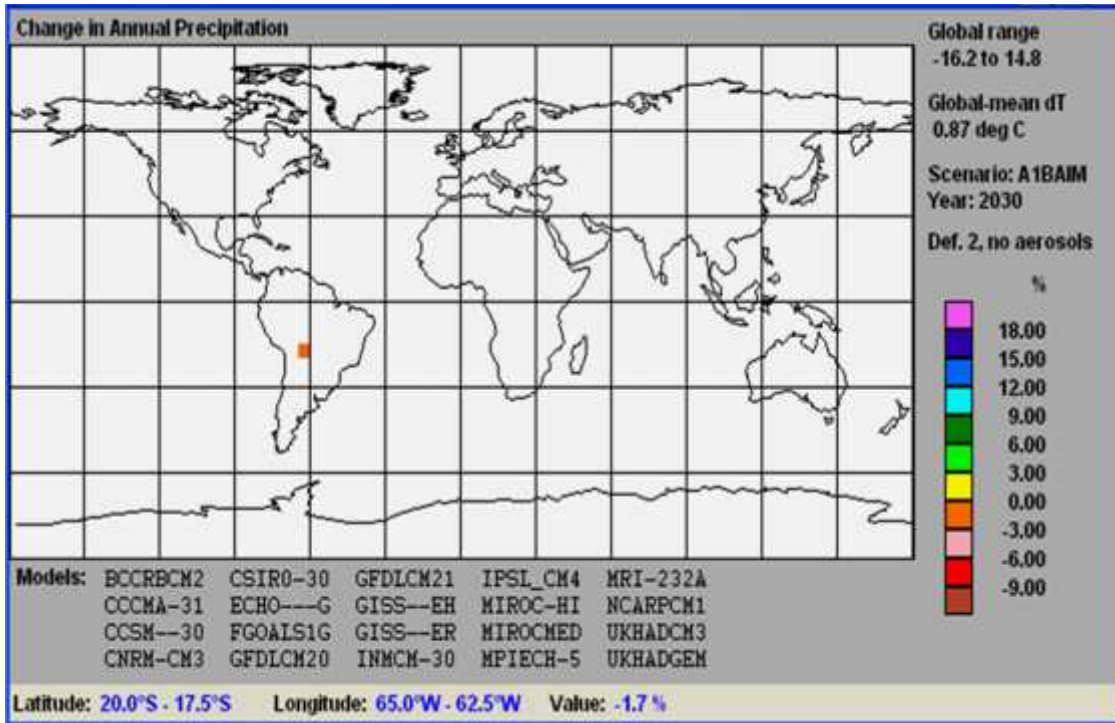 Change in Annual Precipitation
Global range
-16.2 to 14.8
Global-mean dT
0.87 deg C
Scenario: A1BAIM
Year: 2030
Def. 2, no aerosols
%
18.00
15.00
12.00
9.00
6.00
3.00
0.00
-3.00
-6.00
-9.00
Models: BCCRBCM2 CSIR0-30 GFDLCM21 IPSL_CM4 MRI-232A
CCCMA-31 ECHO---G GISS--EH MIROC-HI NCARPCM1
CCSM--30 FGOALS1G GISS--ER MIROCMED UKHADCM3
CNRM-CM3 GFDLCM20 INMCM-30 MPIECH-5 UKHADGEM
Latitude: 20.0°S - 17.5°S Longitude: 65.0°W - 62.5°W Value: -1.7 %